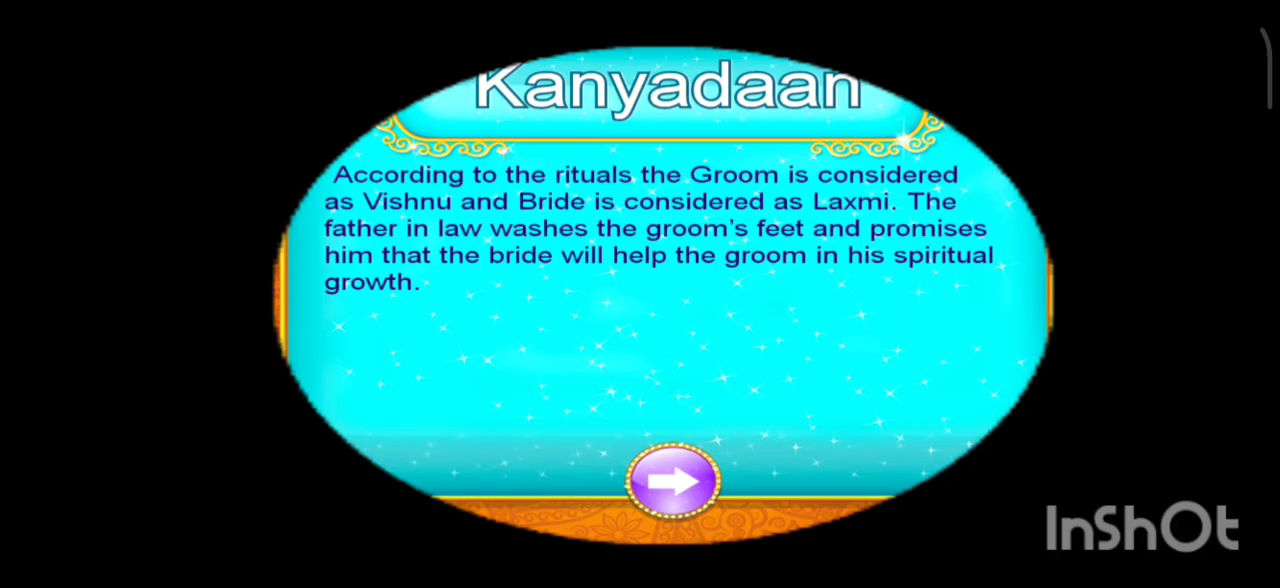 Kanyadaan
According to the rituals the Groom is considered
as Vishnu and Bride is considered as Laxmi. The
father in law washes the groom's feet and promises
him that the bride will help the groom in his spiritual
growth.
InShOt